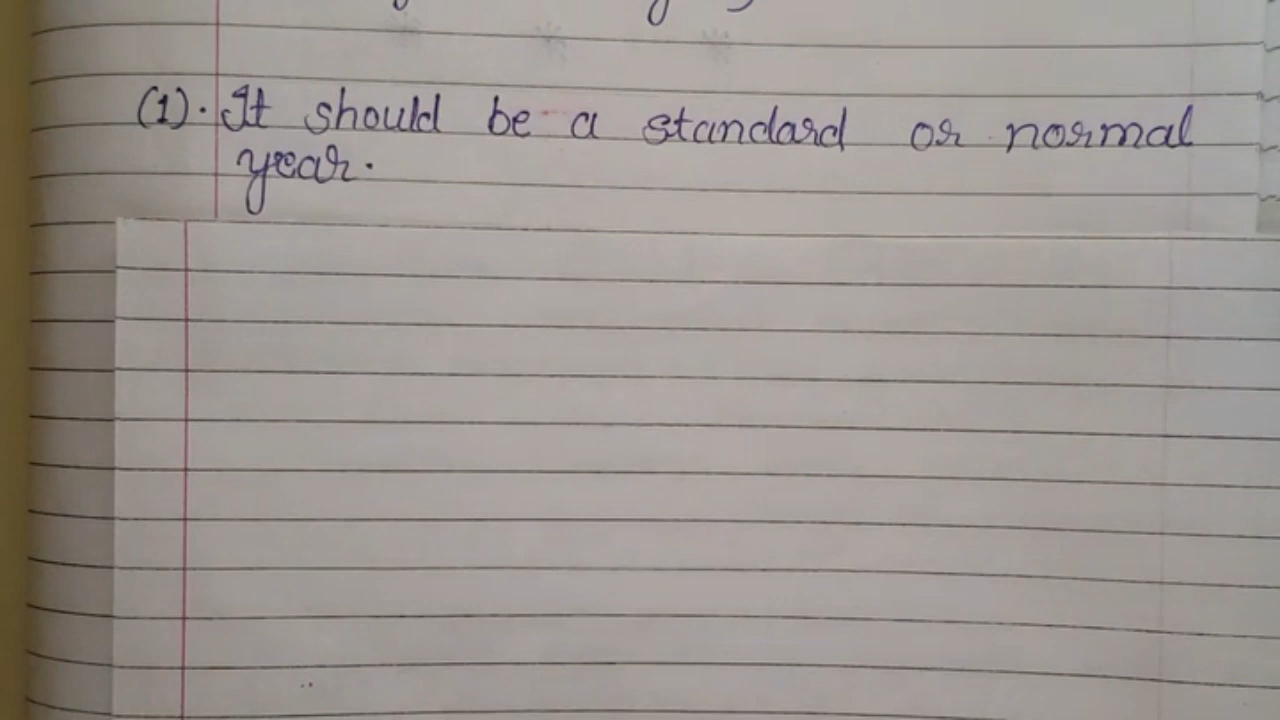 (1). It should be a standard or normal
year.